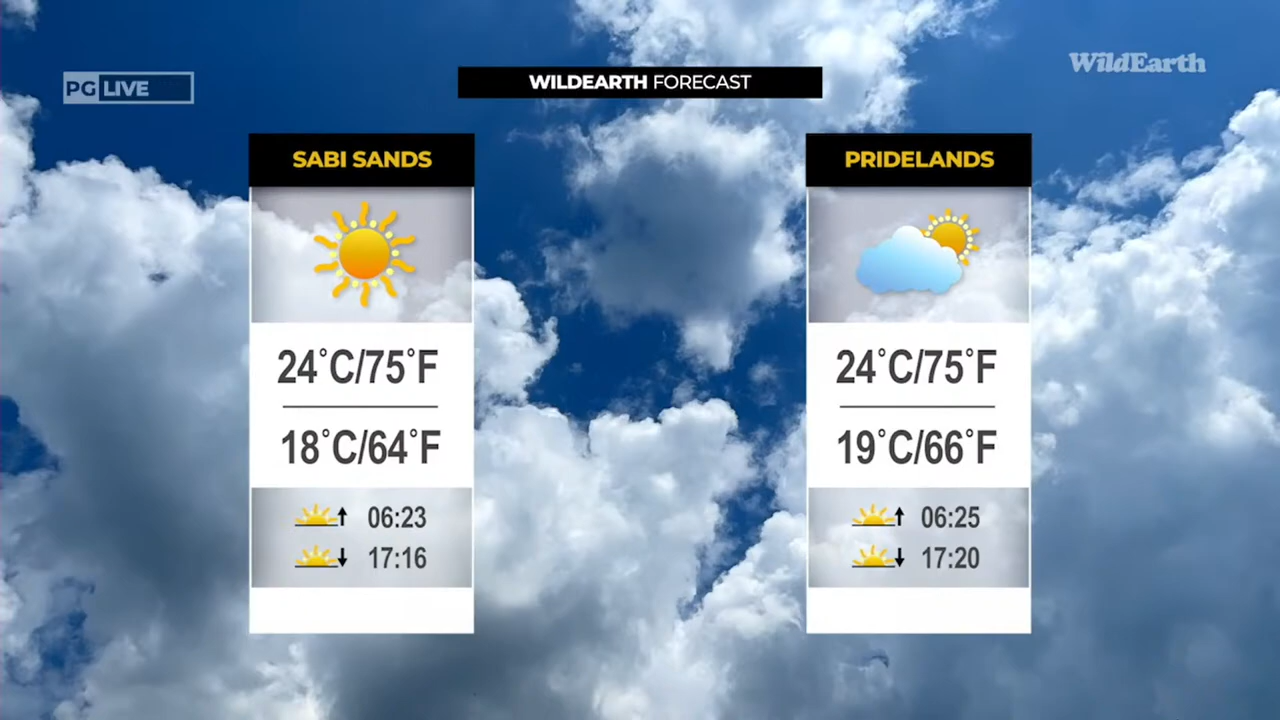 WILDEARTH FORECAST
PG LIVE
WildEarth
SABI SANDS
24°C/75°F
18°C/64°F
06:23
17:16
PRIDELANDS
24°C/75°F
19°C/66°F
06:25
17:20